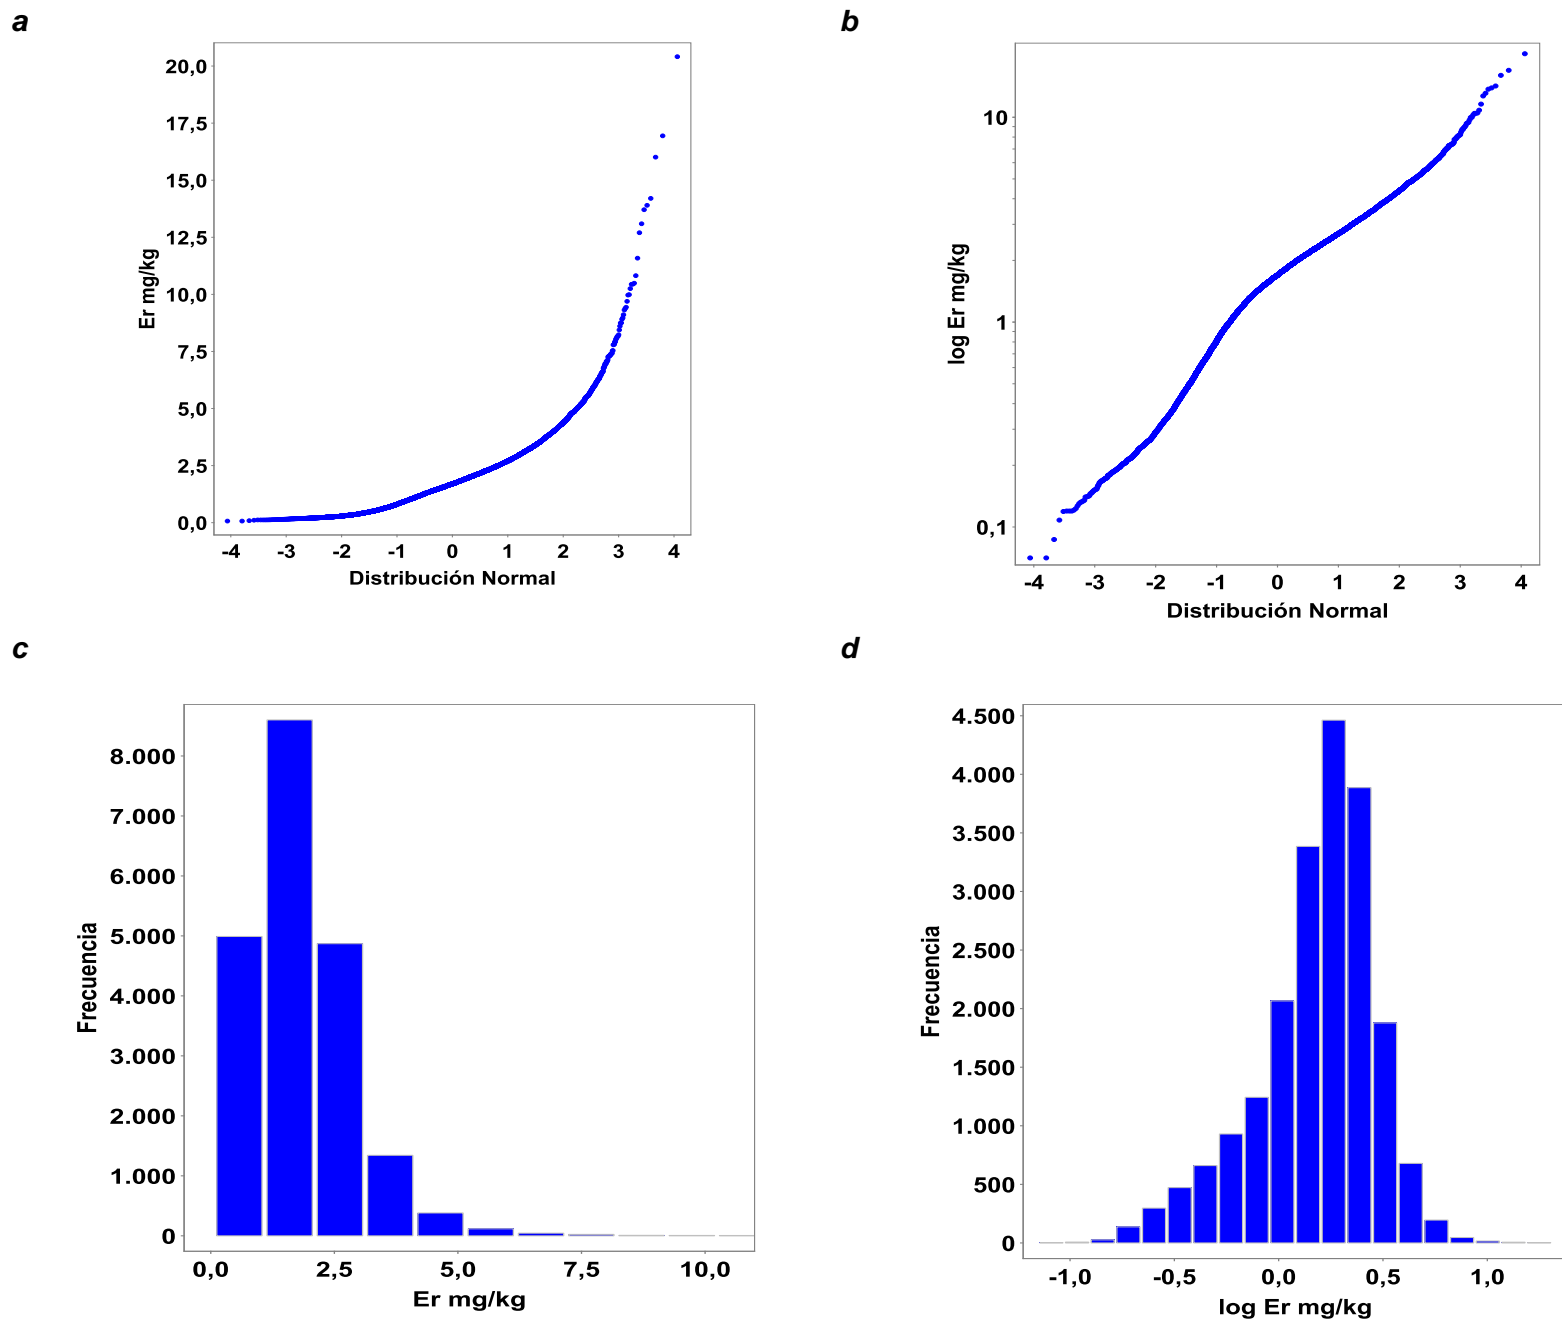 a
20,0
17,5
15,0
12,5
10,0
7,5
5,0
2,5
0,0
Er mg/kg
-4 -3 -2 -1 0 1 2 3 4
Distribución Normal
b
10
1
0,1
log Er mg/kg
-4 -3 -2 -1 0 1 2 3 4
Distribución Normal
c
8.000
7.000
6.000
5.000
4.000
3.000
2.000
1.000
0
Frecuencia
0,0 2,5 5,0 7,5 10,0
Er mg/kg
d
4.500
4.000
3.500
3.000
2.500
2.000
1.500
1.000
500
0
Frecuencia
-1,0 -0,5 0,0 0,5 1,0
log Er mg/kg